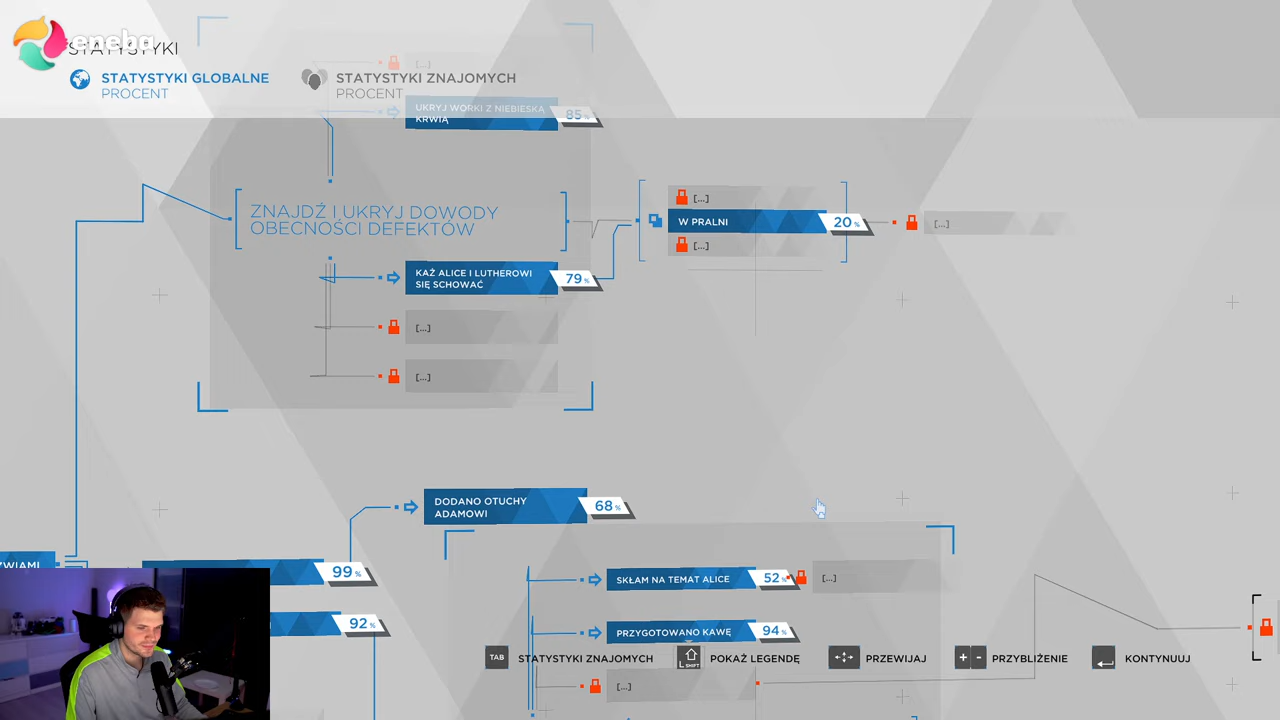 eneba
STATYSTYKI
STATYSTYKI GLOBALNE
PROCENT
STATYSTYKI ZNAJOMYCH
PROCENT
[...]
UKRYJ WORKI Z NIEBIESKĄ
KRWIĄ
85%
ZNAJDŹ I UKRYJ DOWODY
OBECNOŚCI DEFEKTÓW
[...]
W PRALNI
20%
[...]
[...]
KAŻ ALICE I LUTHEROWI
SIĘ SCHOWAĆ
79%
[...]
[...]
DODANO OTUCHY
ADAMOWI
68%
99%
92%
SKŁAM NA TEMAT ALICE
52%
[...]
PRZYGOTOWANO KAWĘ
94%
[...]
TAB
STATYSTYKI ZNAJOMYCH
L SHIFT
POKAŻ LEGENDĘ
PRZEWIJAJ
+ -
PRZYBLIŻENIE
KONTYNUUJ